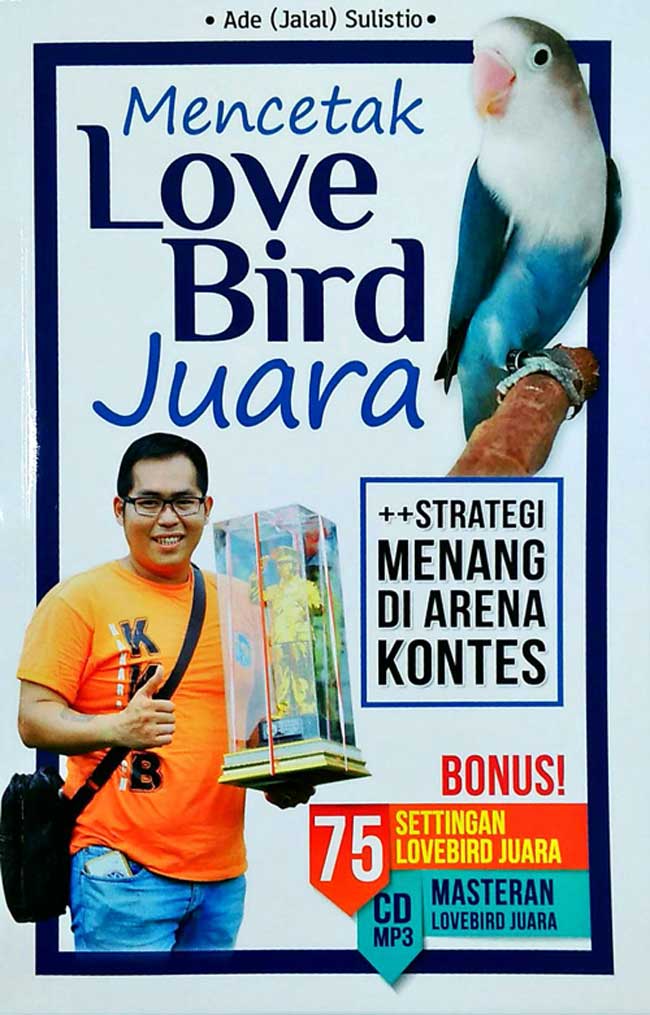 • Ade (Jalal) Sulistio •
Mencetak
Love
Bird
Juara
++STRATEGI
MENANG
DI ARENA
KONTES
BONUS!
75
SETTINGAN
LOVEBIRD JUARA
CD
MP3
MASTERAN
LOVEBIRD JUARA